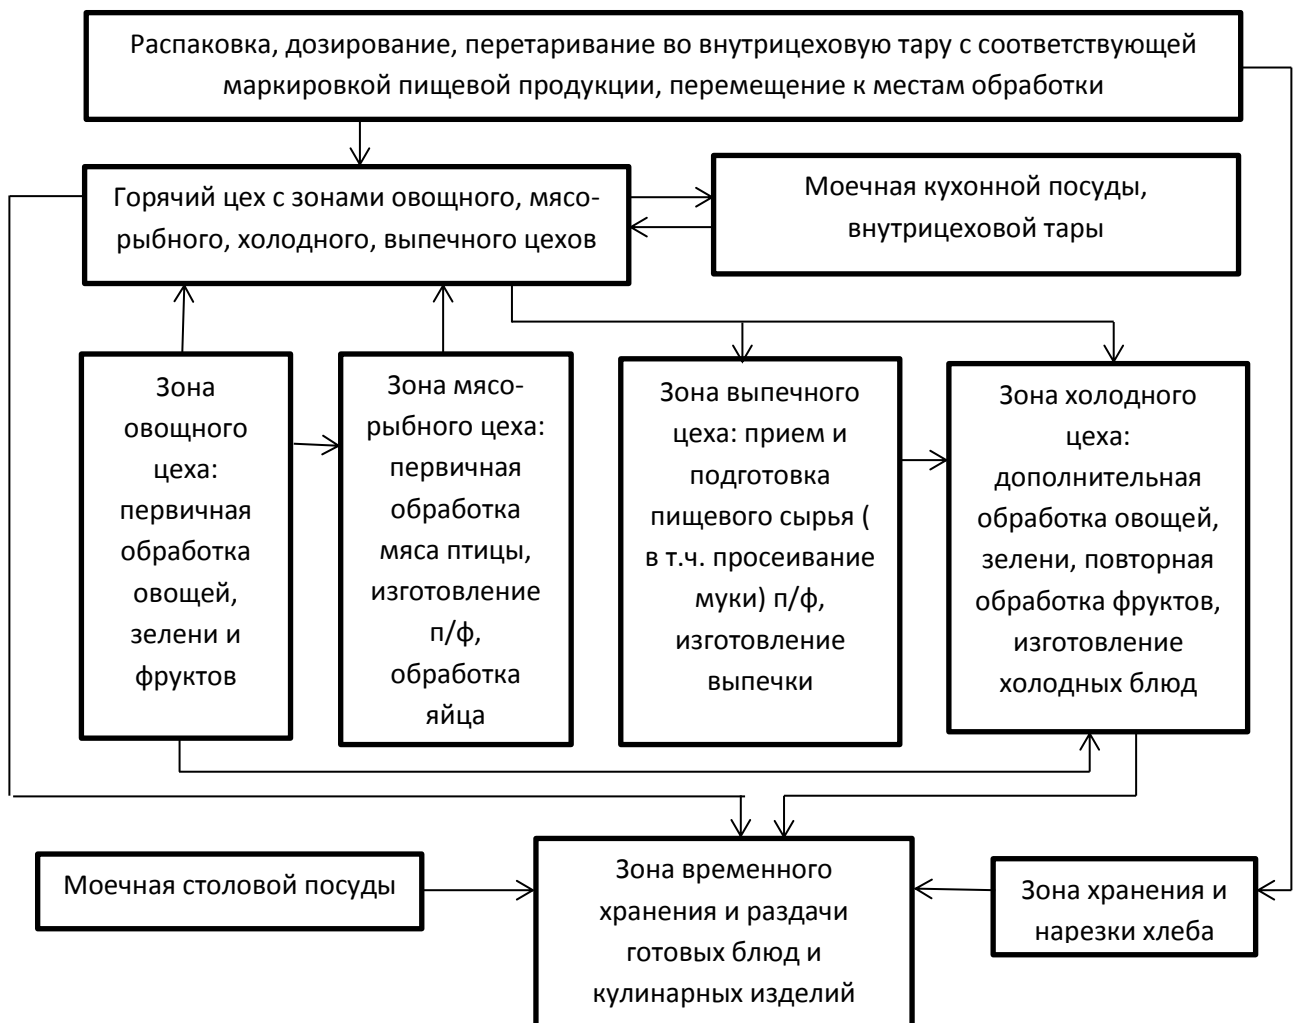 Распаковка, дозирование, перетаривание во внутрицеховую тару с соответствующей
маркировкой пищевой продукции, перемещение к местам обработки
Горячий цех с зонами овощного, мясо-
рыбного, холодного, выпечного цехов
Моечная кухонной посуды,
внутрицеховой тары
Зона
овощного
цеха:
первичная
обработка
овощей,
зелени и
фруктов
Зона мясо-
рыбного цеха:
первичная
обработка
мяса птицы,
изготовление
п/ф,
обработка
яйца
Зона выпечного
цеха: прием и
подготовка
пищевого сырья (
в т.ч. просеивание
муки) п/ф,
изготовление
выпечки
Зона холодного
цеха:
дополнительная
обработка овощей,
зелени, повторная
обработка фруктов,
изготовление
холодных блюд
Моечная столовой посуды
Зона временного
хранения и раздачи
готовых блюд и
кулинарных изделий
Зона хранения и
нарезки хлеба